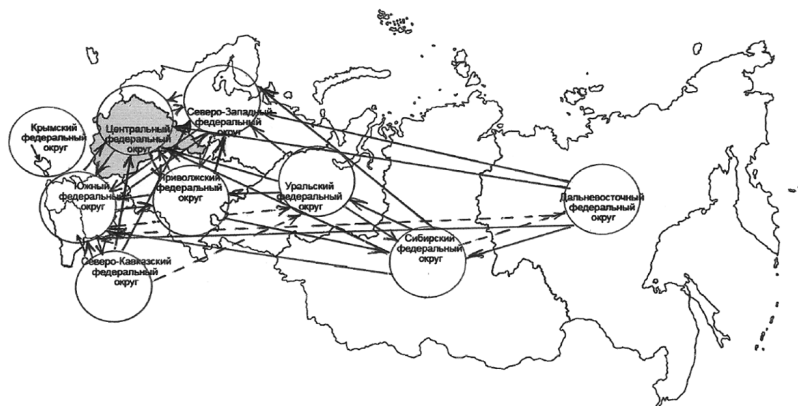 Северо-Западный
федеральный
округ
Центральный
федеральный
округ
Крымский
федеральный
округ
Приволжский
федеральный
округ
Южный
федеральный
округ
Уральский
федеральный
округ
Дальневосточный
федеральный
округ
Сибирский
федеральный
округ
Северо-Кавказский
федеральный
округ